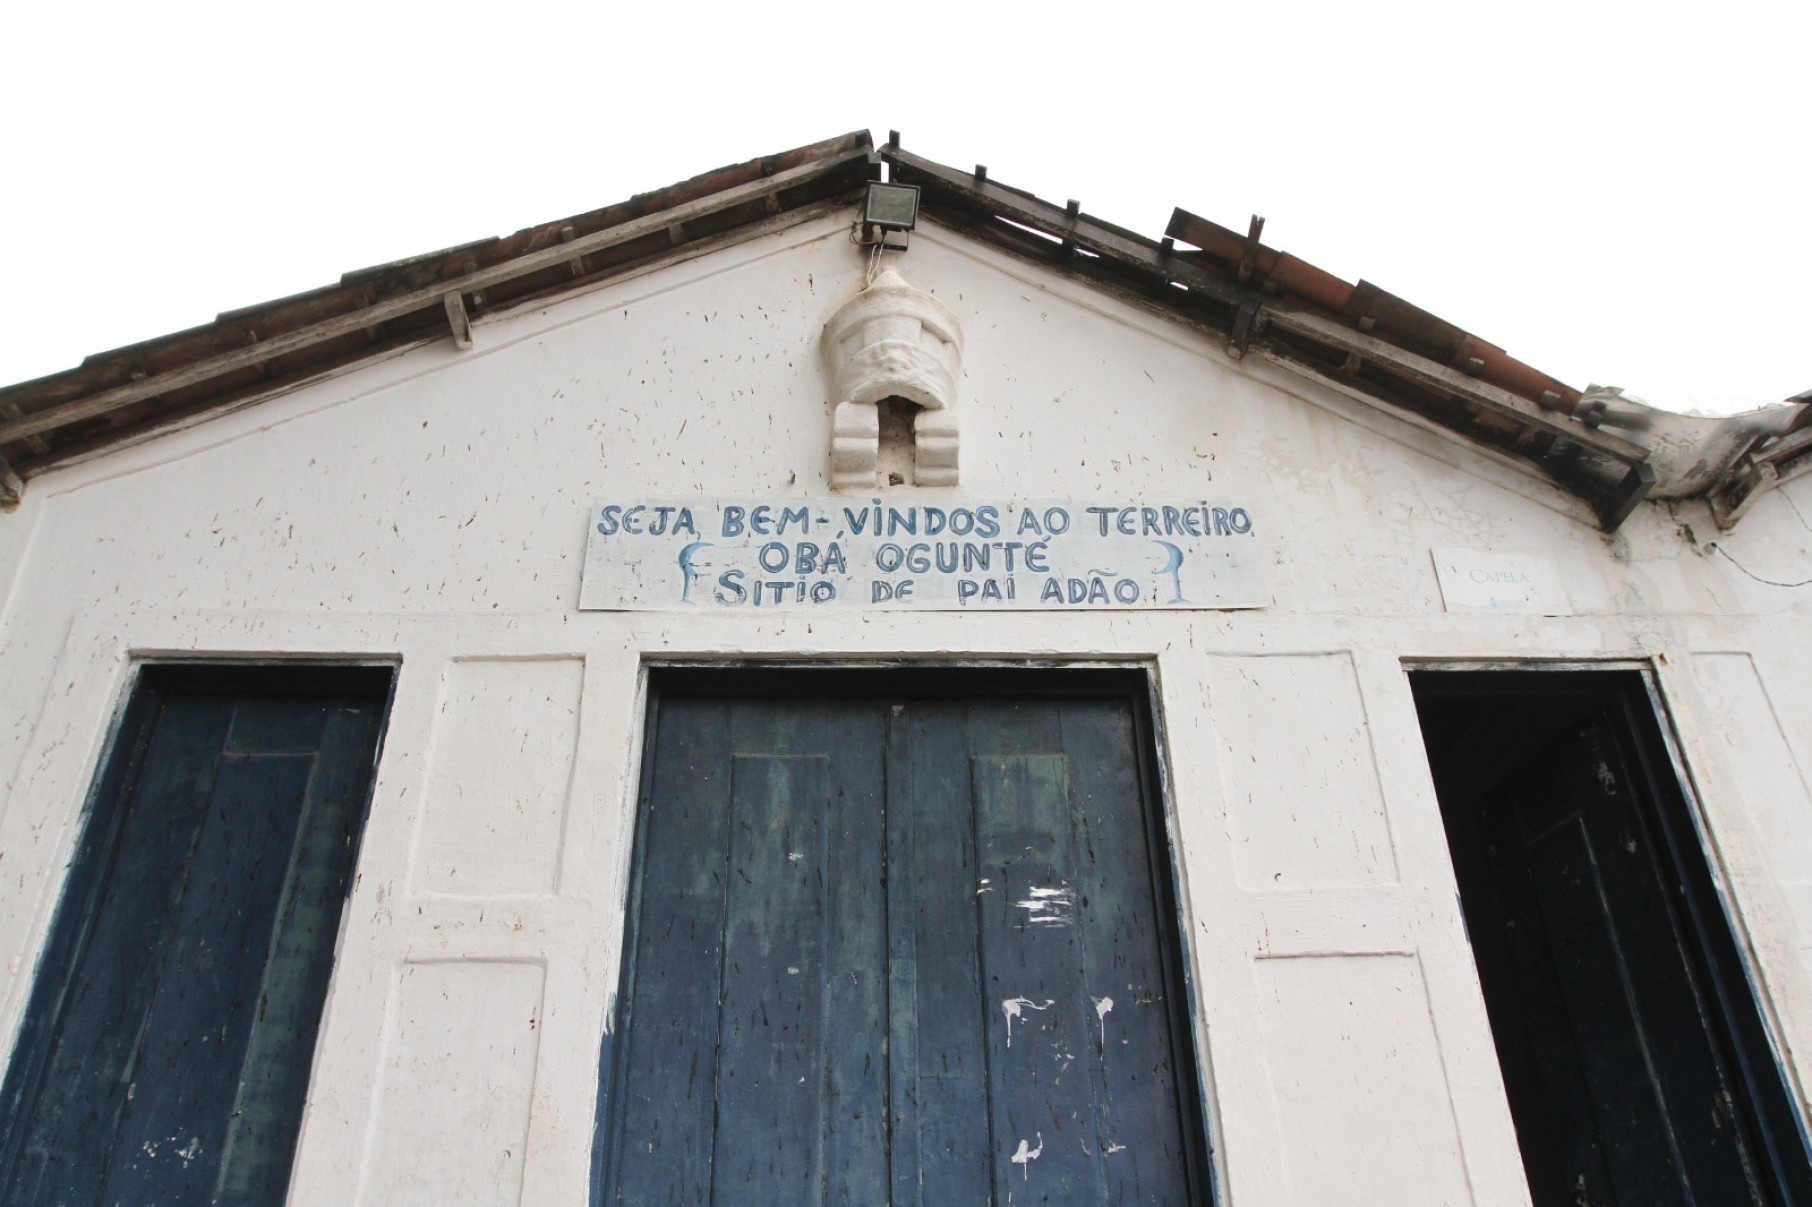 SEJA BEM-VINDOS AO TERREIRO
OBÁ OGUNTÉ
SITIO DE PAI ADÃO
CAPELA